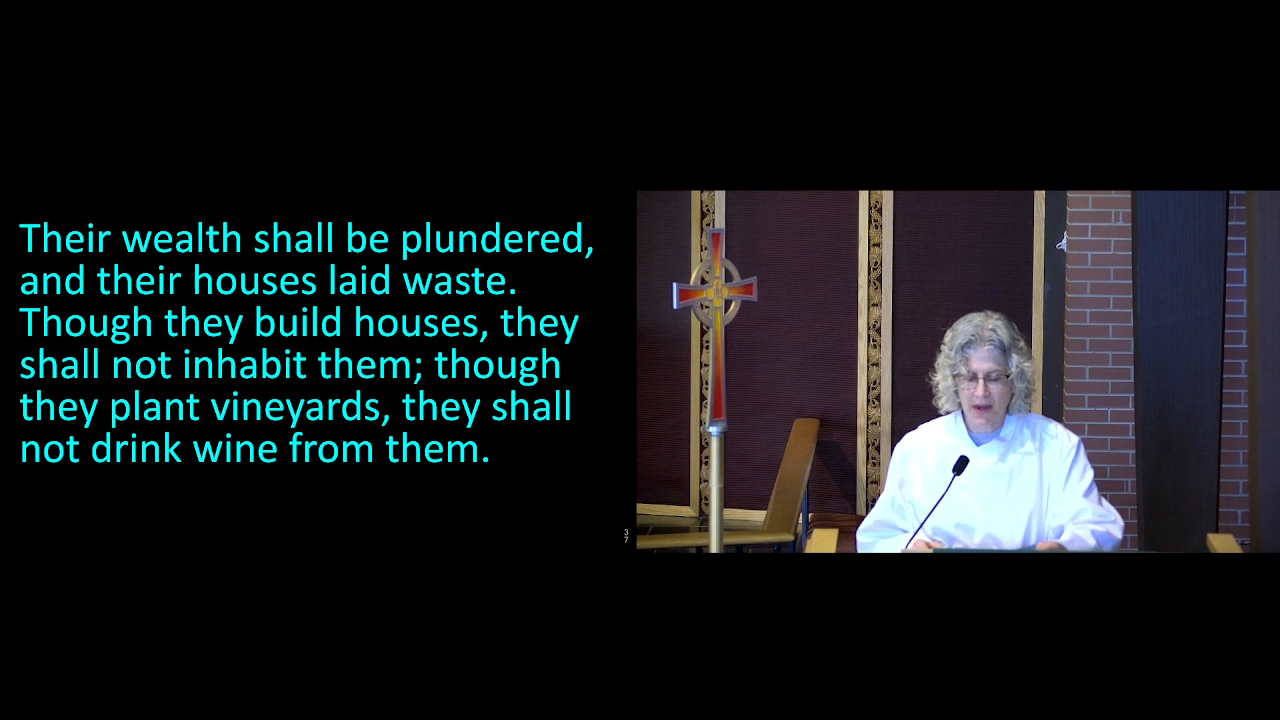 Their wealth shall be plundered,
and their houses laid waste.
Though they build houses, they
shall not inhabit them; though
they plant vineyards, they shall
not drink wine from them.
37